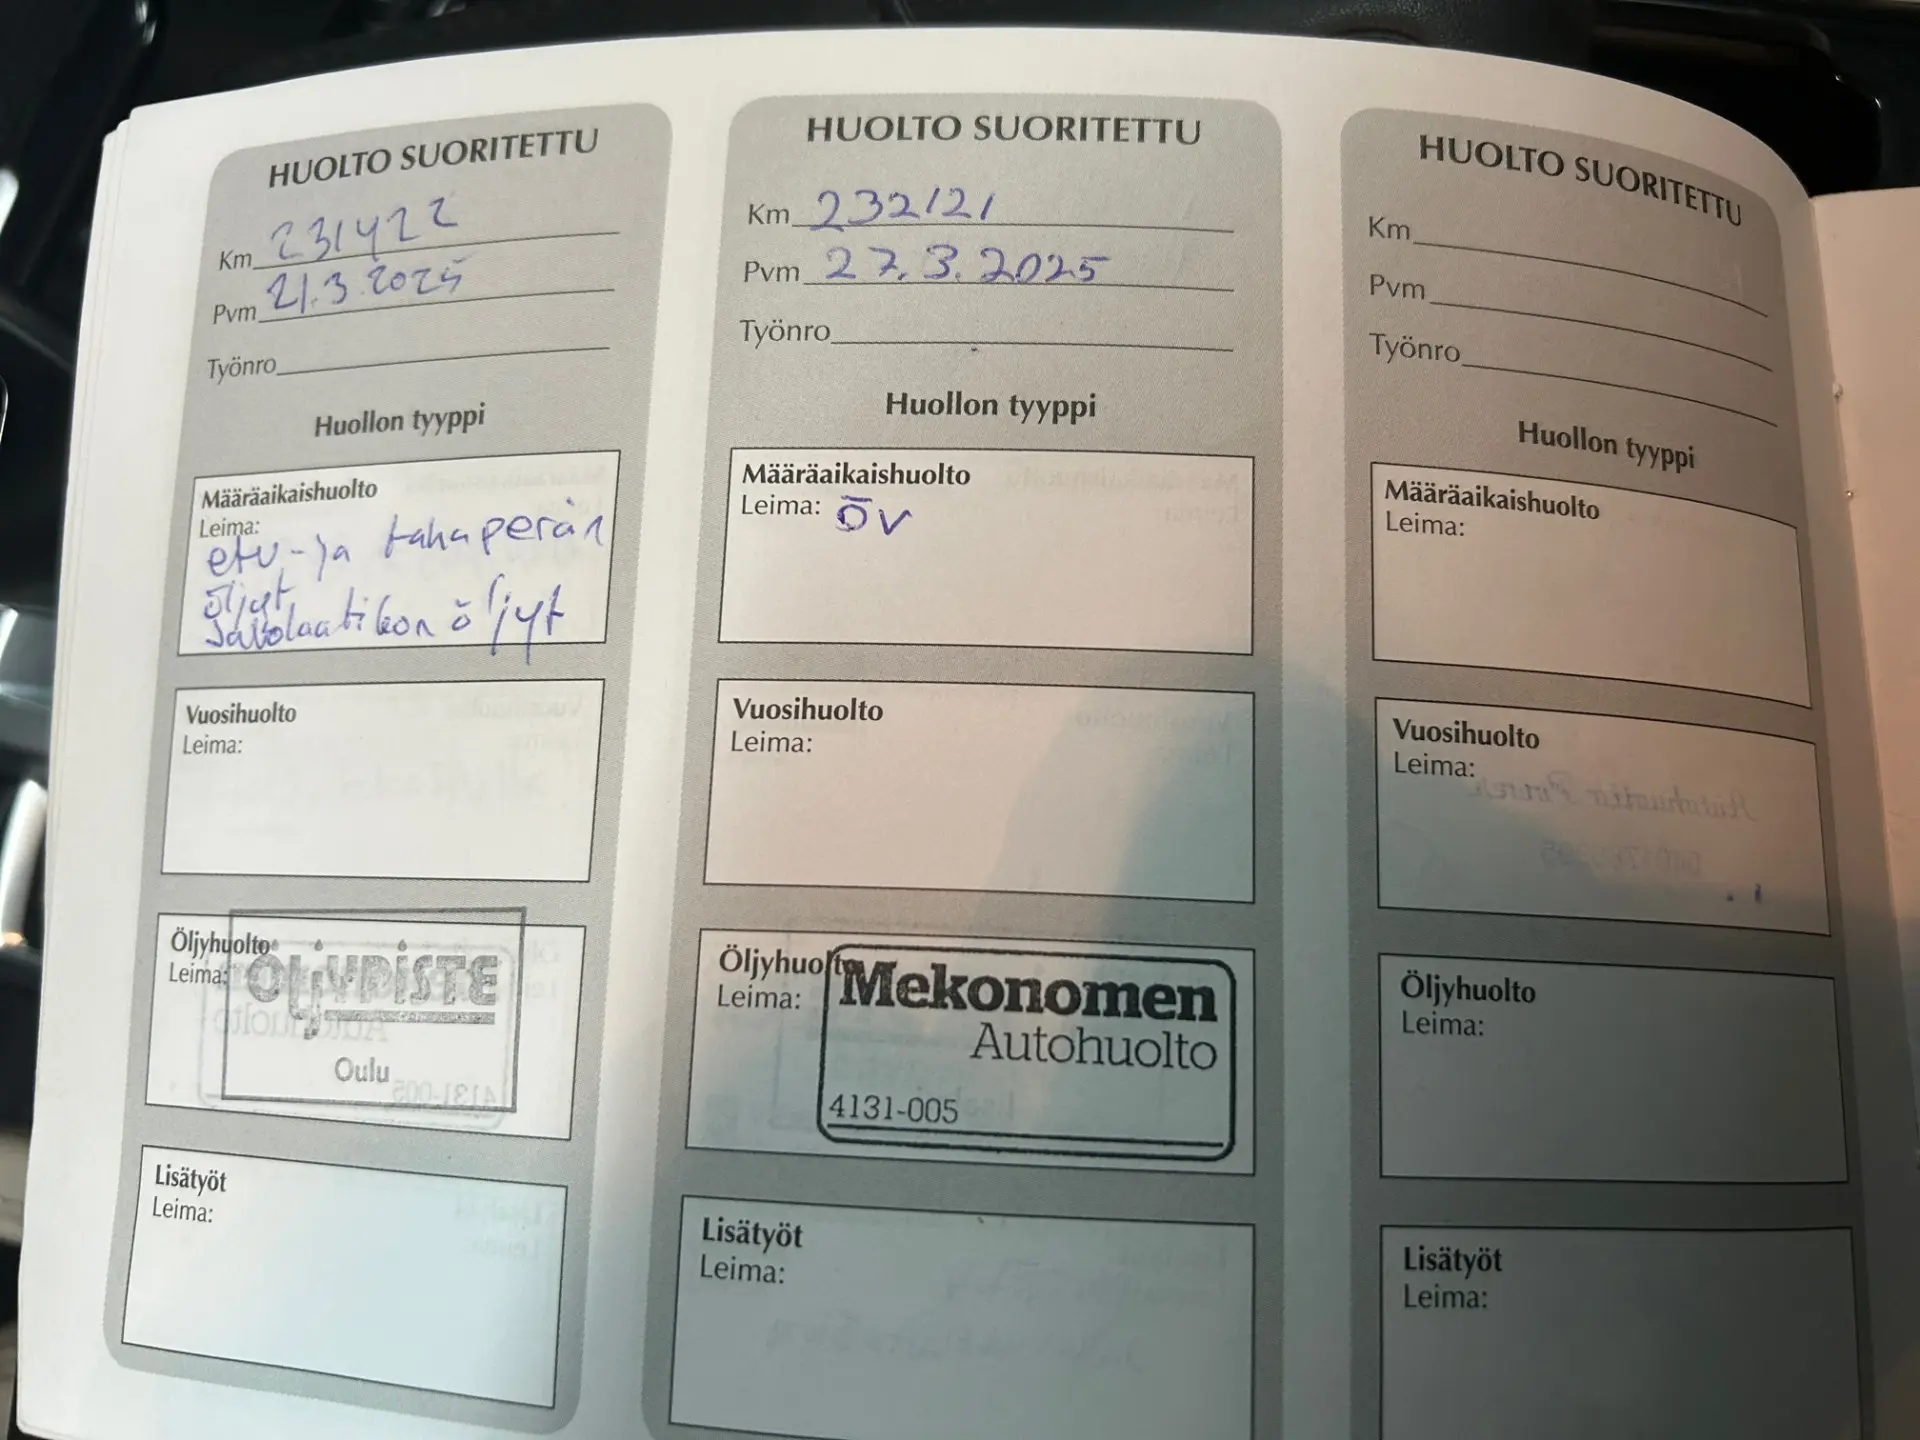 HUOLTO SUORITETTU
Km 231422
Pvm 21.3.2025
Työnro
Huollon tyyppi
Määräaikaishuolto
Leima:
etu- ja takaperän
öljyt
Jakolaatikon öljyt
Vuosihuolto
Leima:
Öljyhuolto
Leima:
ÖLJYPISTE
Oulu
Lisätyöt
Leima:
HUOLTO SUORITETTU
Km 232121
Pvm 27.3.2025
Työnro
Huollon tyyppi
Määräaikaishuolto
Leima: öv
Vuosihuolto
Leima:
Öljyhuolto
Leima:
Mekonomen
Autohuolto
4131-005
Lisätyöt
Leima:
HUOLTO SUORITETTU
Km
Pvm
Työnro
Huollon tyyppi
Määräaikaishuolto
Leima:
Vuosihuolto
Leima:
Öljyhuolto
Leima:
Lisätyöt
Leima: